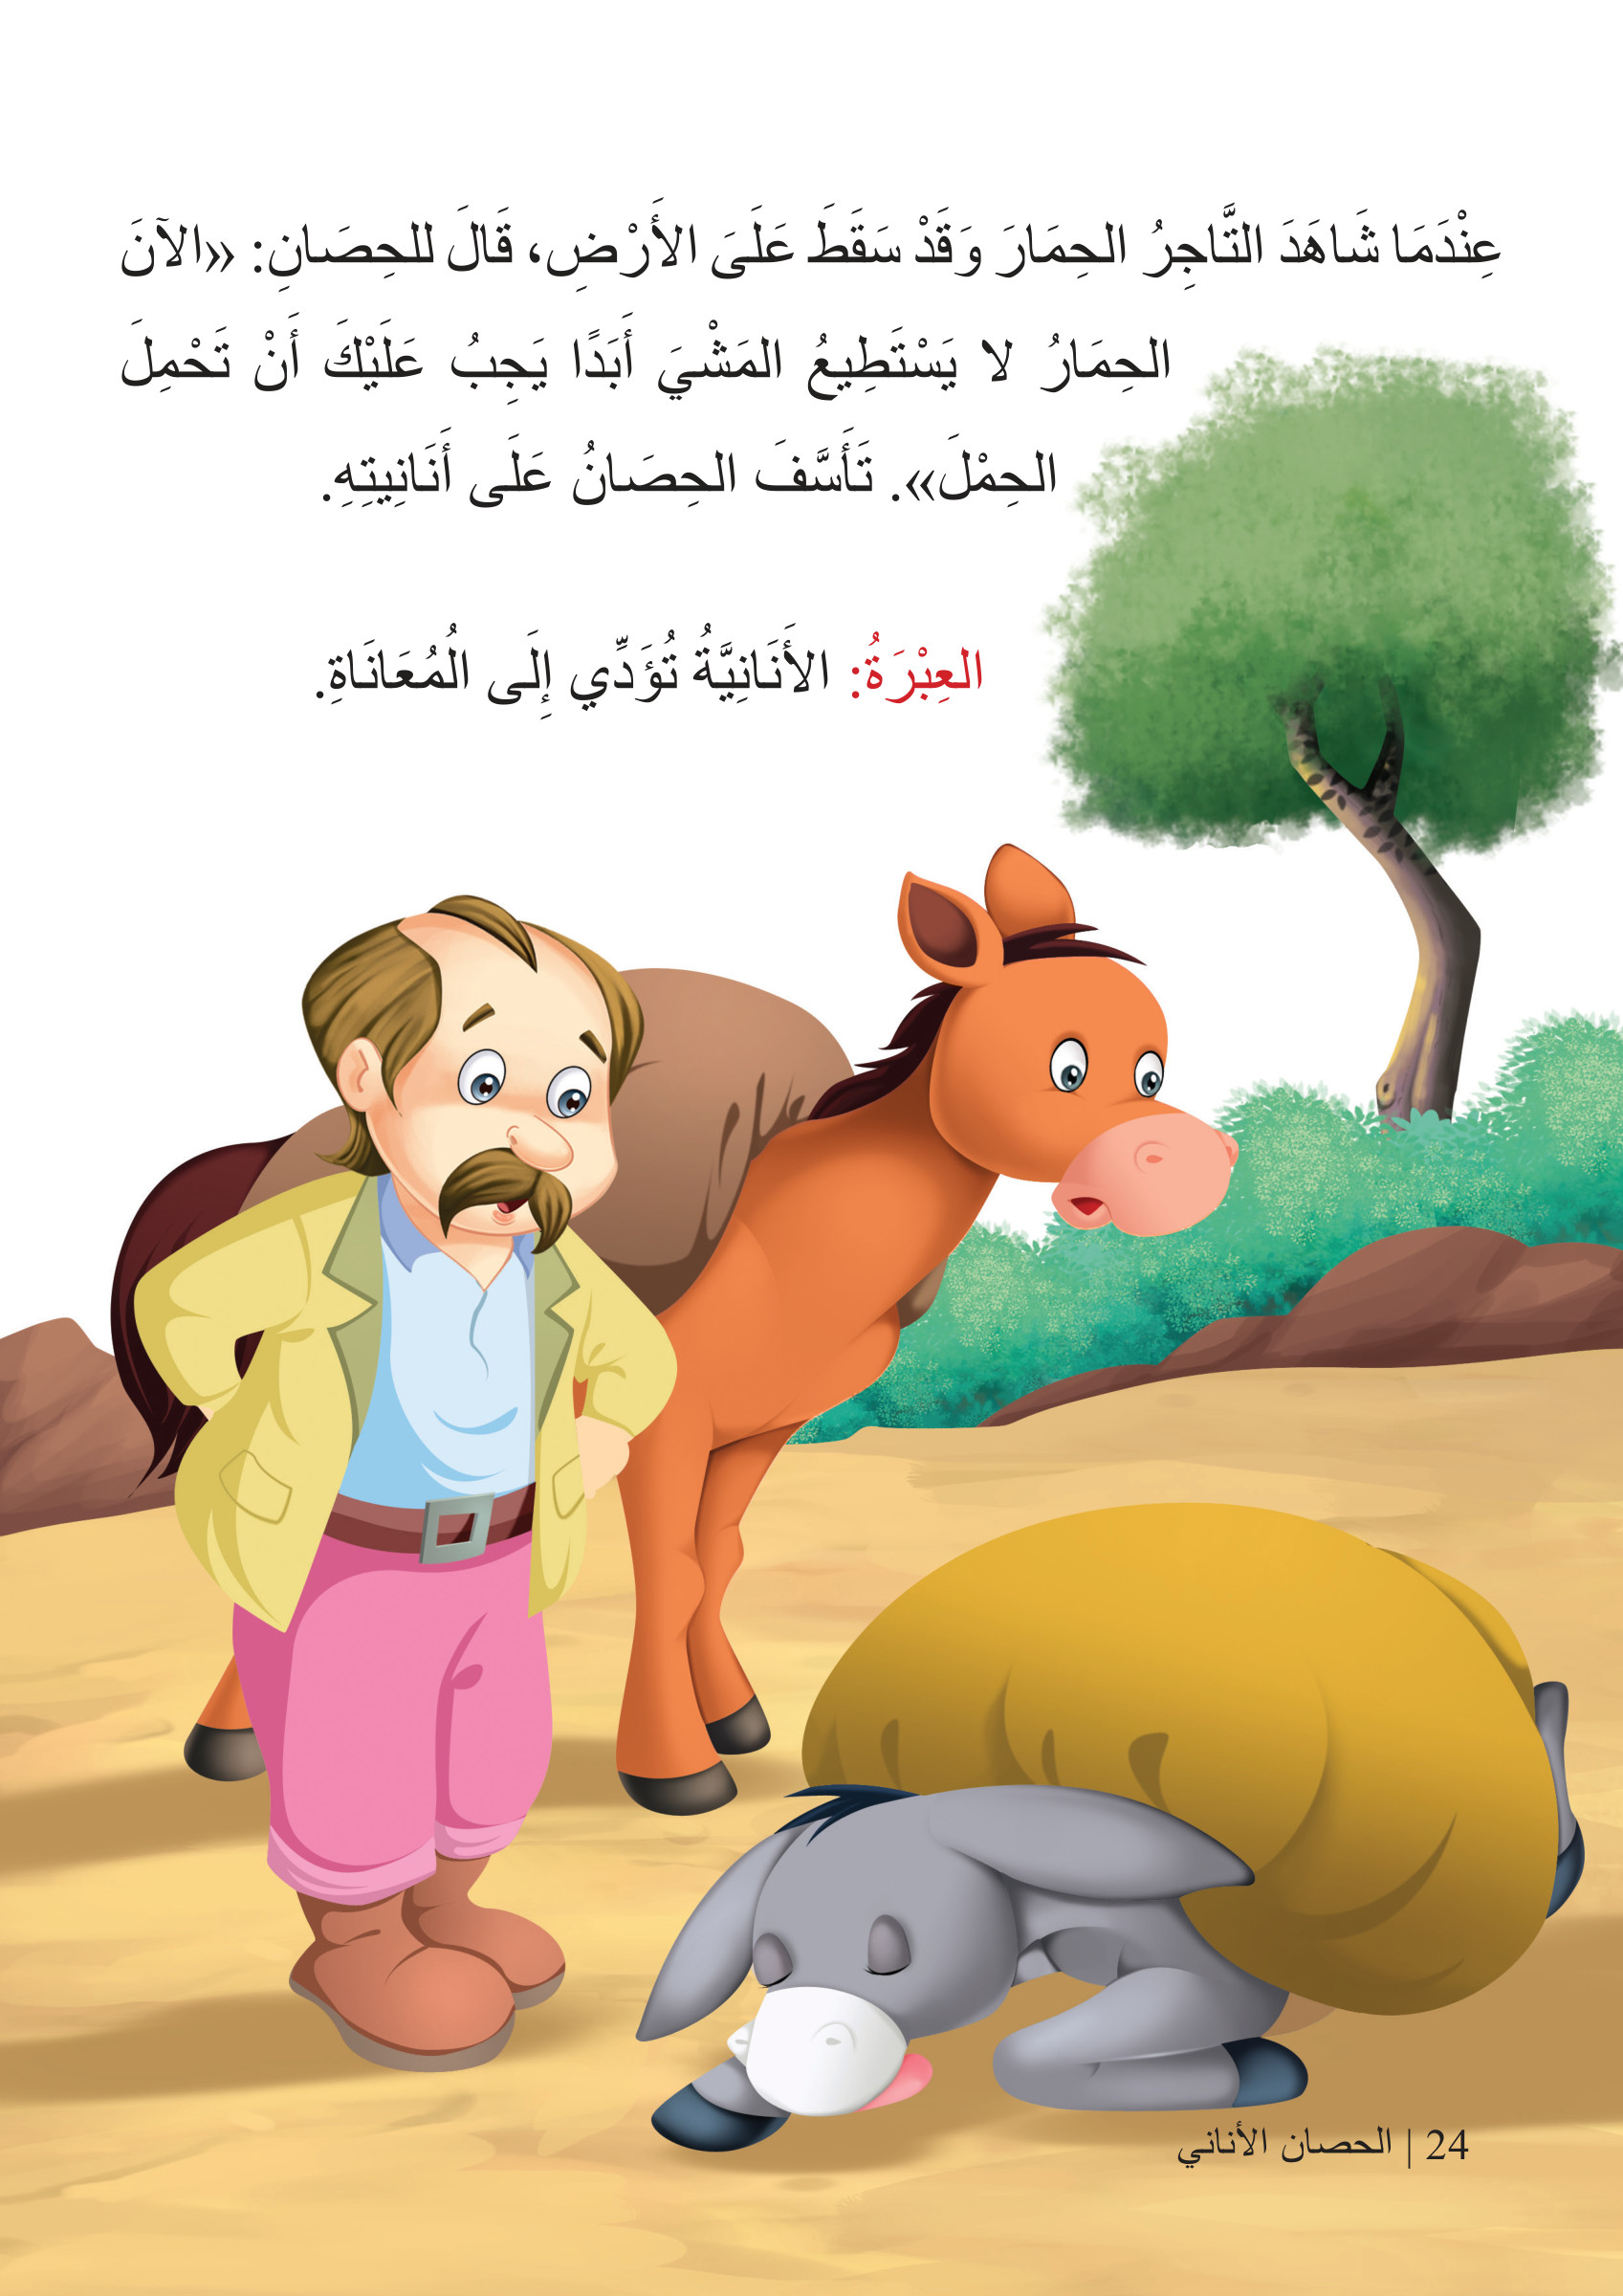 عِنْدَمَا شَاهَدَ التَّاجِرُ الحِمَارَ وَقَدْ سَقَطَ عَلَىَ الأَرْضِ، قَالَ للحِصَانِ: «الآنَ
الحِمَارُ لا يَسْتَطِيعُ المَشْيَ أَبَدًا يَجِبُ عَلَيْكَ أَنْ تَحْمِلَ
الحِمْلَ». تَأَسَّفَ الحِصَانُ عَلَى أَنَانِيتِهِ.
العِبْرَةُ: الأَنَانِيَّةُ تُؤَدِّي إِلَى الُمُعَانَاةِ.
24 | الحصان الأناني